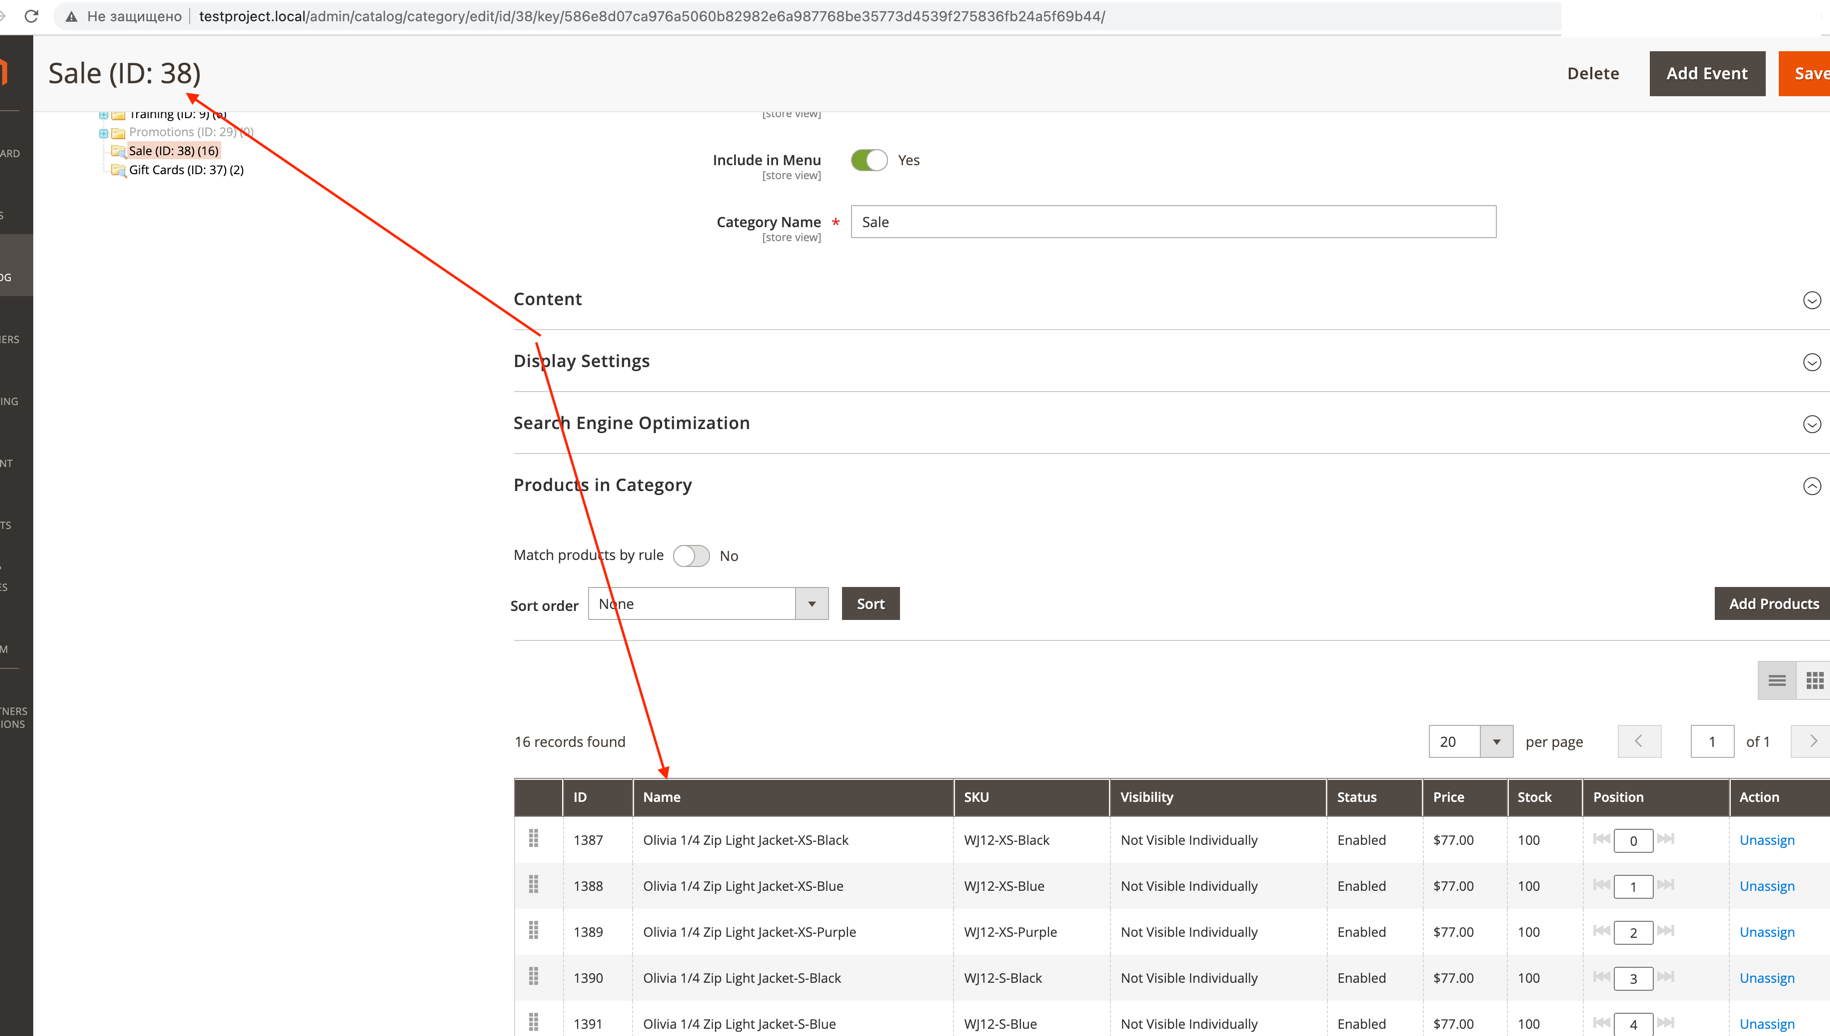 Не защищено testproject.local/admin/catalog/category/edit/id/38/key/586e8d07ca976a5060b82982e6a987768be35773d4539f275836fb24a5f69b44/
Sale (ID: 38)
Delete
Add Event
Save
Training (ID: 9) (6)
Promotions (ID: 29) (0)
Sale (ID: 38) (16)
Gift Cards (ID: 37) (2)
ARD
S
OG
ERS
ING
NT
TS
ES
M
NERS
IONS
[store view]
Include in Menu
[store view]
Yes
Category Name *
[store view]
Sale
Content
Display Settings
Search Engine Optimization
Products in Category
Match products by rule No
Sort order None Sort
Add Products
16 records found
20 per page 1 of 1
ID Name SKU Visibility Status Price Stock Position Action
1387 Olivia 1/4 Zip Light Jacket-XS-Black WJ12-XS-Black Not Visible Individually Enabled $77.00 100 0 Unassign
1388 Olivia 1/4 Zip Light Jacket-XS-Blue WJ12-XS-Blue Not Visible Individually Enabled $77.00 100 1 Unassign
1389 Olivia 1/4 Zip Light Jacket-XS-Purple WJ12-XS-Purple Not Visible Individually Enabled $77.00 100 2 Unassign
1390 Olivia 1/4 Zip Light Jacket-S-Black WJ12-S-Black Not Visible Individually Enabled $77.00 100 3 Unassign
1391 Olivia 1/4 Zip Light Jacket-S-Blue WJ12-S-Blue Not Visible Individually Enabled $77.00 100 4 Unassign